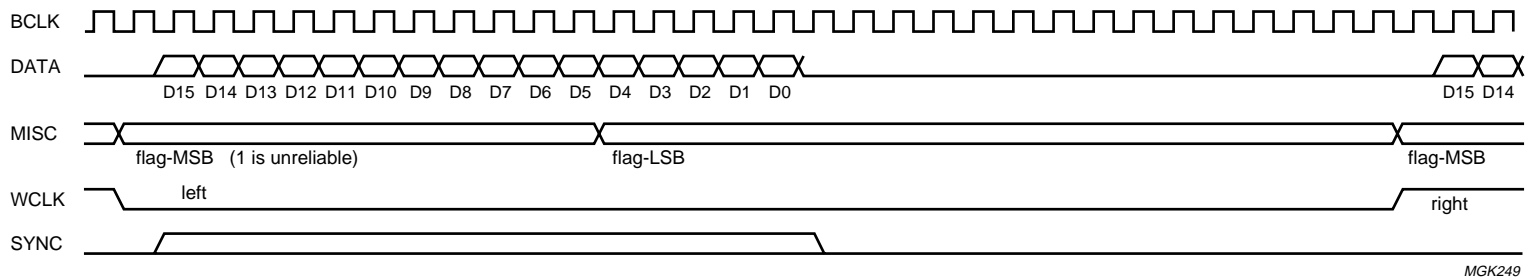 BCLK
DATA
D15 D14 D13 D12 D11 D10 D9 D8 D7 D6 D5 D4 D3 D2 D1 D0 D15 D14
MISC
flag-MSB (1 is unreliable) flag-LSB flag-MSB
WCLK left right
SYNC
MGK249